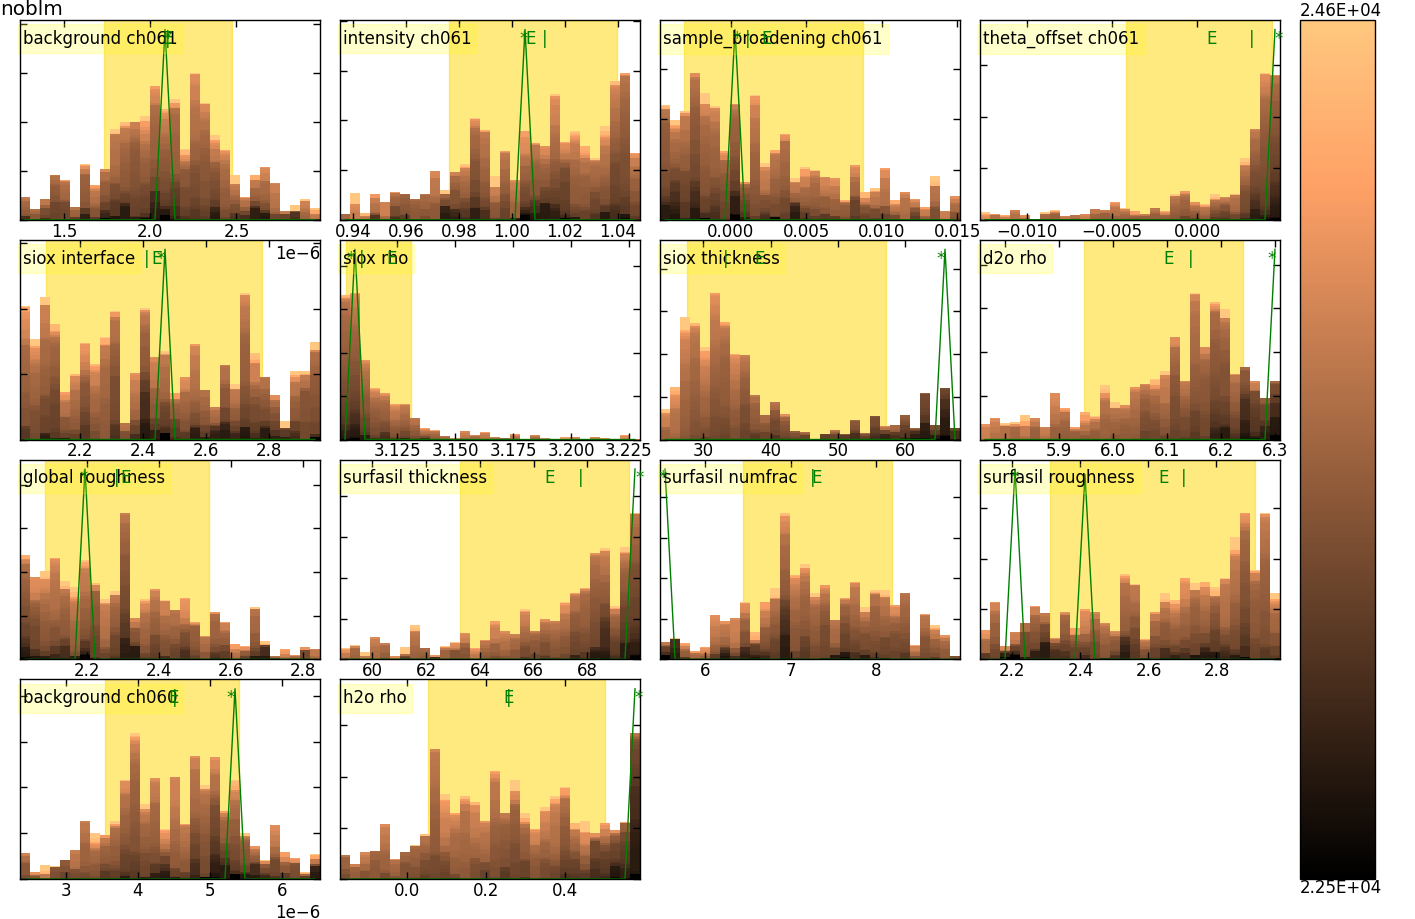 noblm
2.46E+04
background ch061 * | E
intensity ch061 * E |
sample_broadening ch061 * | E
theta_offset ch061 E | *
1.5 2.0 2.5
0.94 0.96 0.98 1.00 1.02 1.04
0.000 0.005 0.010 0.015
−0.010 −0.005 0.000
1e−6
siox interface | E *
siox rho * | E
siox thickness | E *
d2o rho E | *
2.2 2.4 2.6 2.8
3.125 3.150 3.175 3.200 3.225
30 40 50 60
5.8 5.9 6.0 6.1 6.2 6.3
global roughness * | E
surfasil thickness E | *
surfasil numfrac * | E
surfasil roughness * E |
2.2 2.4 2.6 2.8
60 62 64 66 68
6 7 8
2.2 2.4 2.6 2.8
background ch060 E | *
h2o rho E | *
3 4 5 6
0.0 0.2 0.4
1e−6
2.25E+04